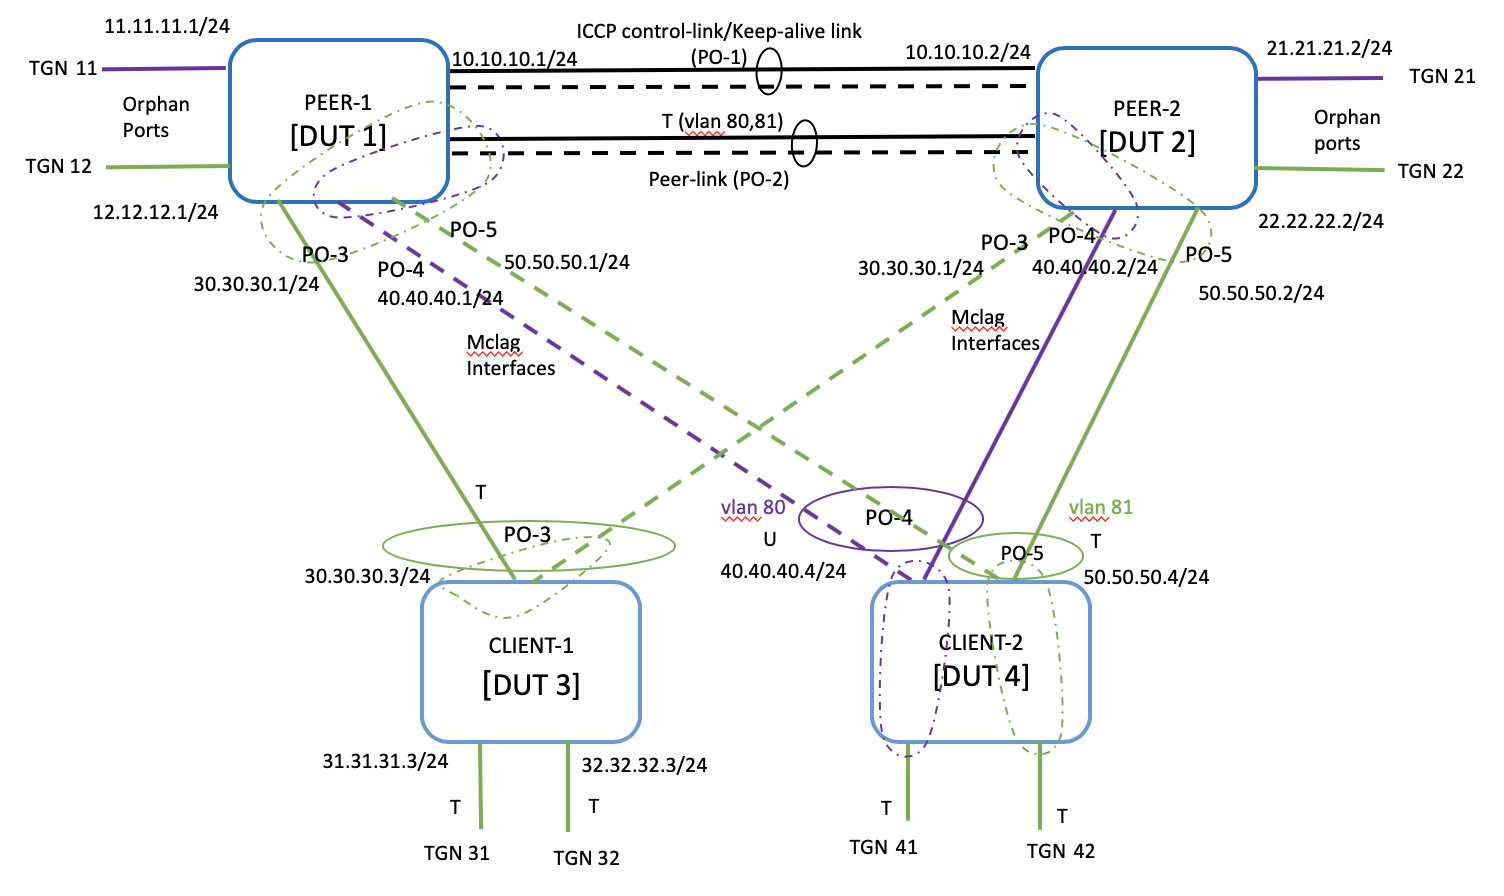 11.11.11.1/24
ICCP control-link/Keep-alive link
(PO-1)
10.10.10.1/24
10.10.10.2/24
21.21.21.2/24
TGN 11
TGN 21
Orphan
Ports
PEER-1
[DUT 1]
T (vlan 80,81)
PEER-2
[DUT 2]
Orphan
ports
TGN 12
TGN 22
Peer-link (PO-2)
12.12.12.1/24
22.22.22.2/24
PO-3
30.30.30.1/24
PO-4
40.40.40.1/24
PO-5
50.50.50.1/24
PO-3
30.30.30.1/24
PO-4
40.40.40.2/24
PO-5
50.50.50.2/24
Mclag
Interfaces
Mclag
Interfaces
T
PO-3
30.30.30.3/24
vlan 80
U
40.40.40.4/24
PO-4
vlan 81
T
PO-5
50.50.50.4/24
CLIENT-1
[DUT 3]
CLIENT-2
[DUT 4]
31.31.31.3/24
32.32.32.3/24
T
T
T
T
TGN 31
TGN 32
TGN 41
TGN 42